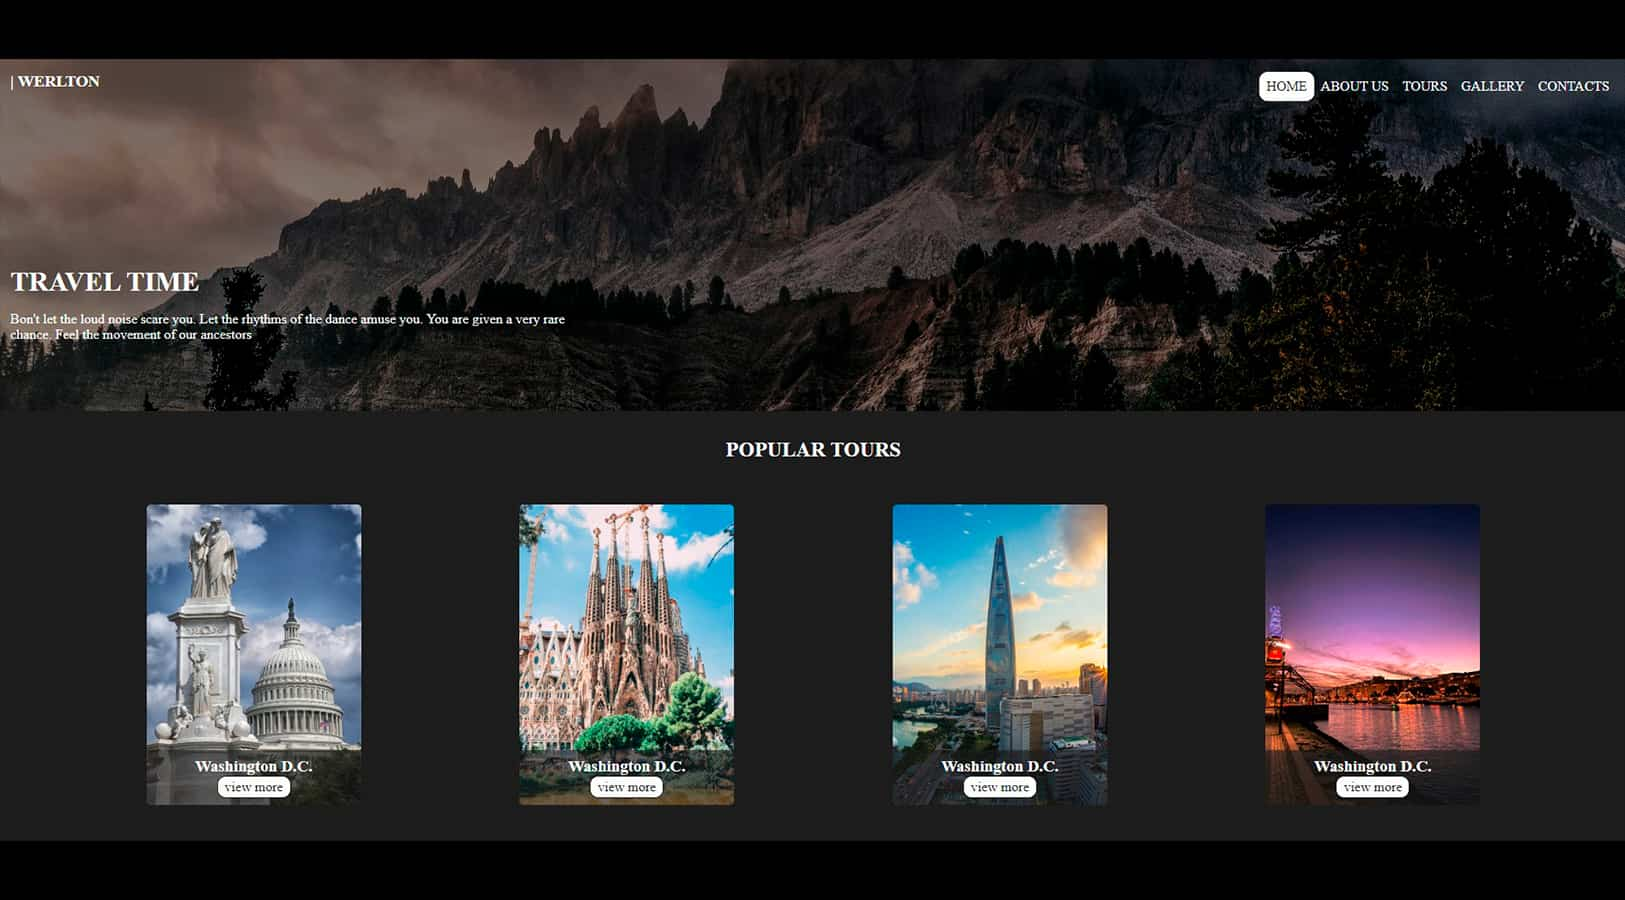 | WERLTON
HOME ABOUT US TOURS GALLERY CONTACTS
TRAVEL TIME
Bon't let the loud noise scare you. Let the rhythms of the dance amuse you. You are given a very rare
chance. Feel the movement of our ancestors
POPULAR TOURS
Washington D.C.
view more
Washington D.C.
view more
Washington D.C.
view more
Washington D.C.
view more